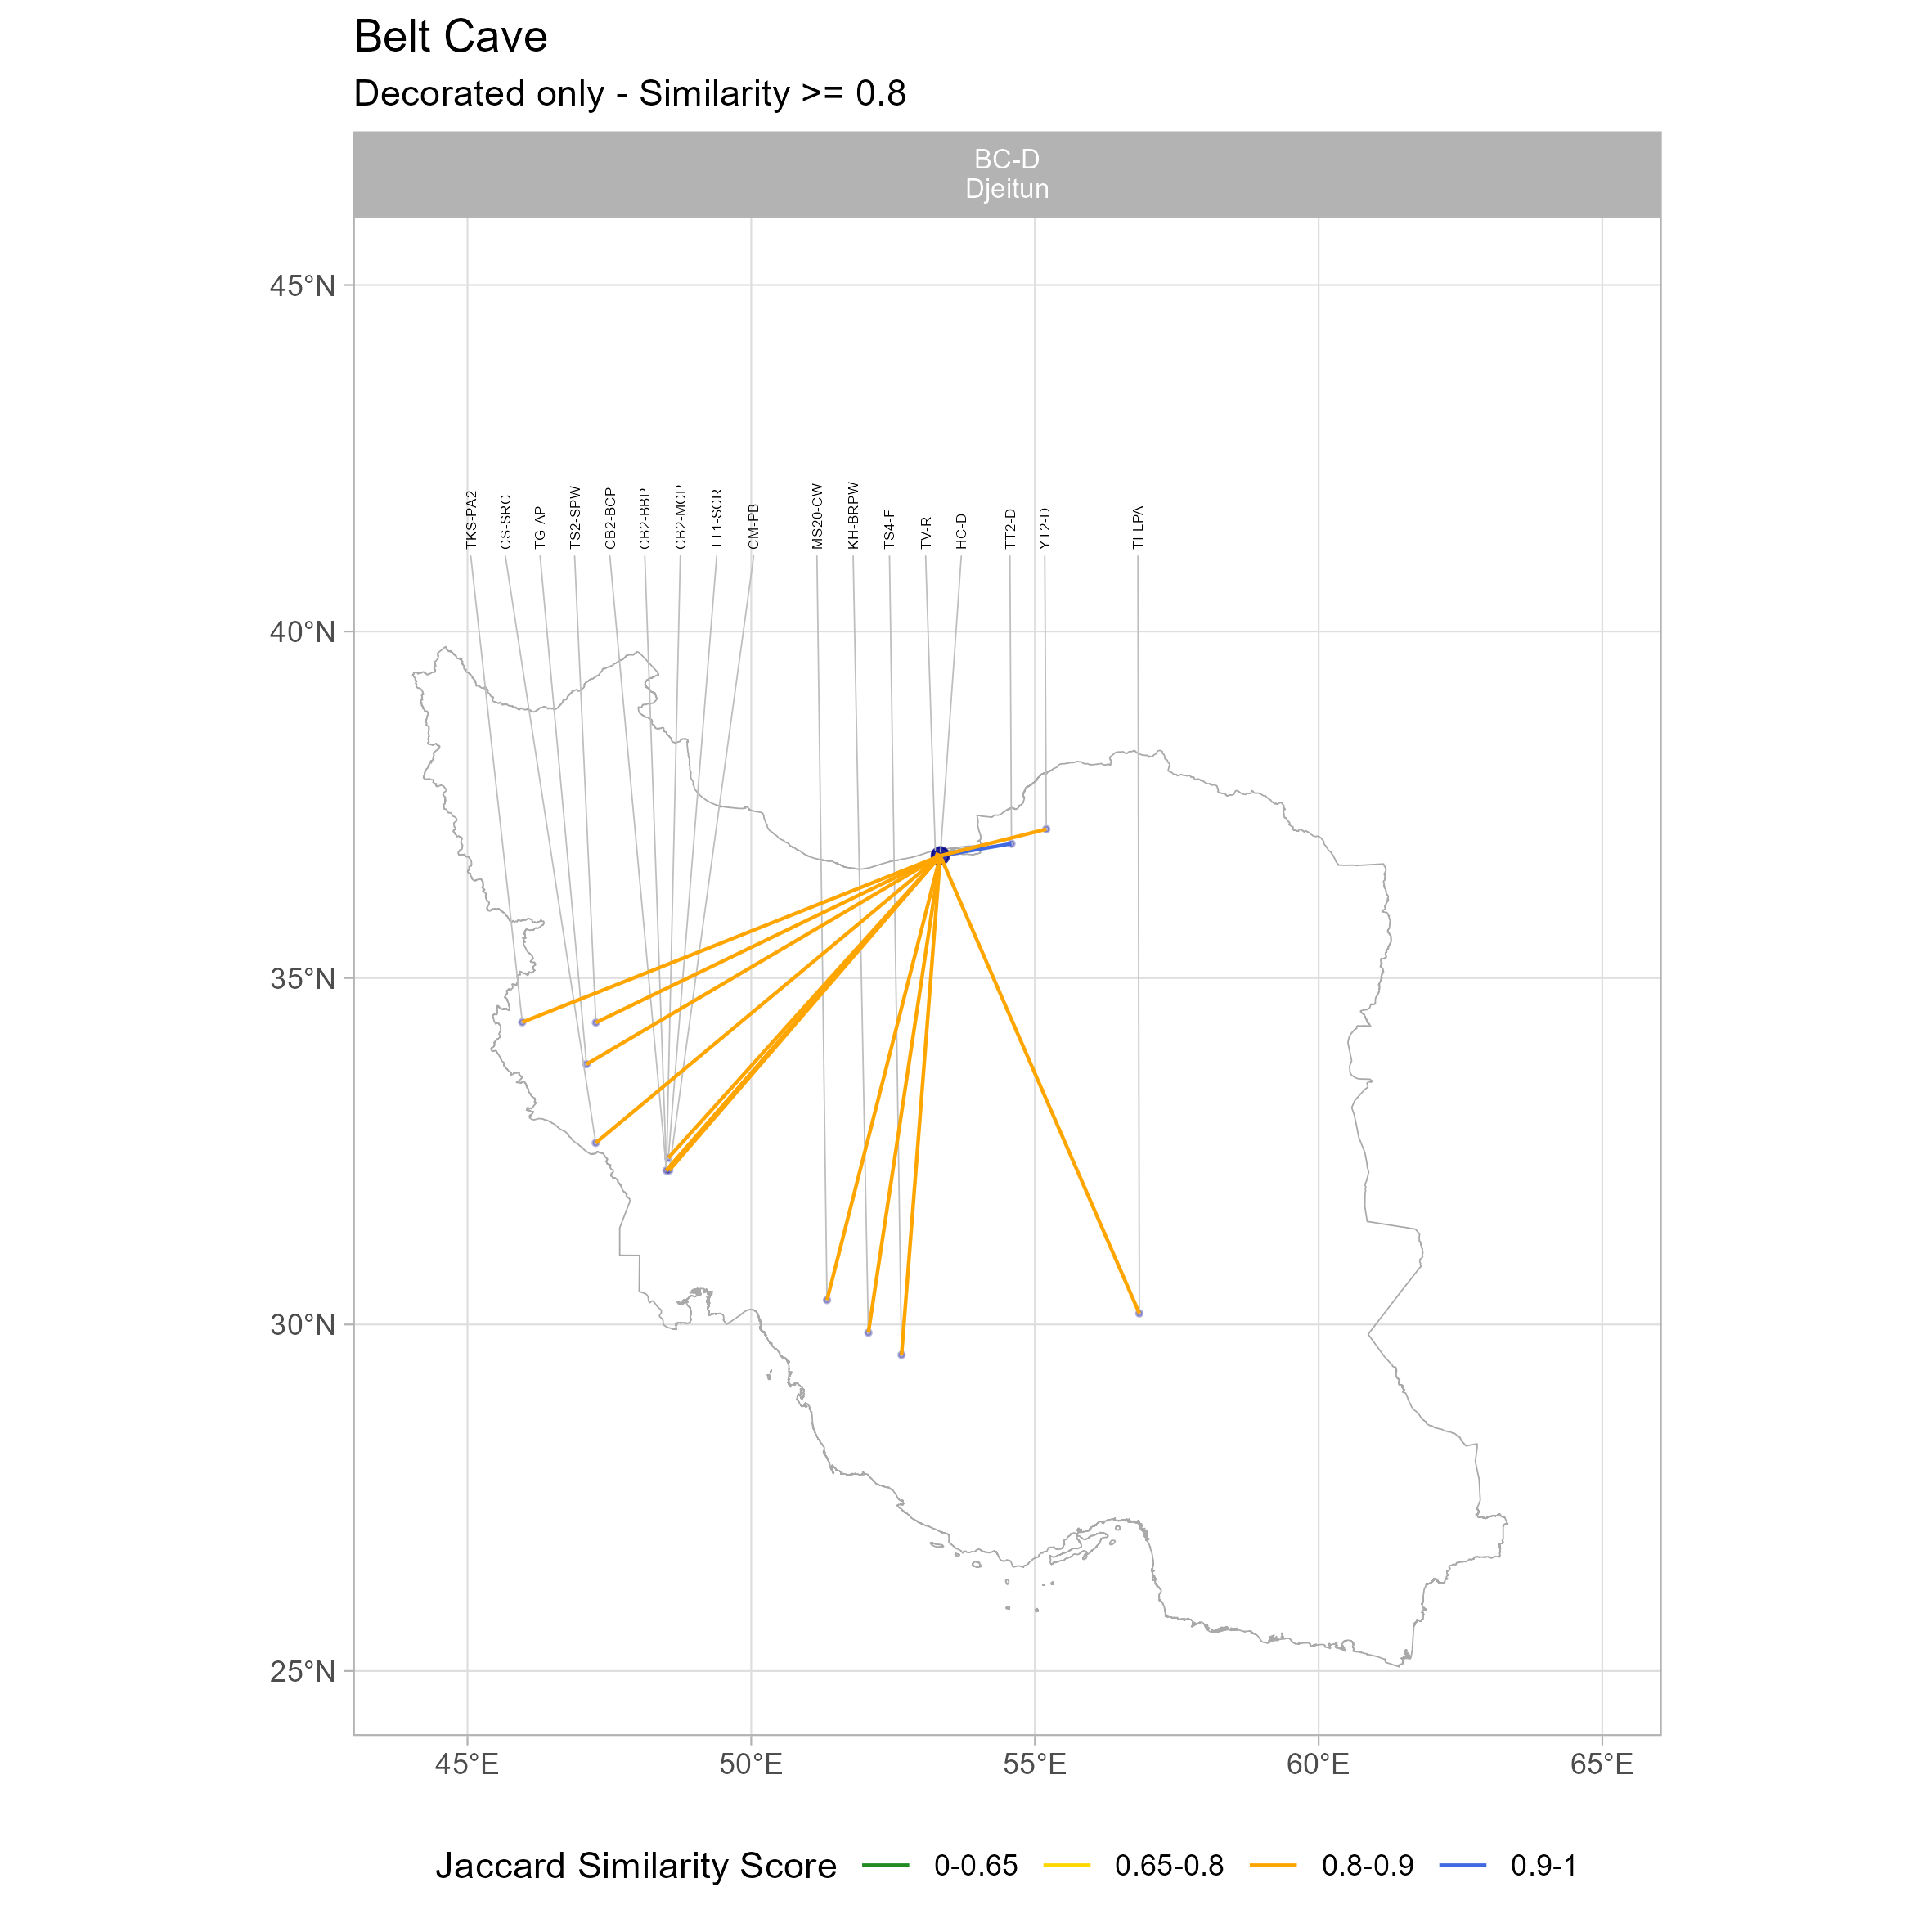 Belt Cave
Decorated only - Similarity >= 0.8
BC-D
Djeitun
45°N
40°N
35°N
30°N
25°N
TKS-PA2
CS-SRC
TG-AP
TS2-SPW
CB2-BCP
CB2-BBP
CB2-MCP
TT1-SCR
CM-PB
MS20-CW
KH-BRPW
TS4-F
TV-R
HC-D
TT2-D
YT2-D
TI-LPA
45°E
50°E
55°E
60°E
65°E
Jaccard Similarity Score 0-0.65 0.65-0.8 0.8-0.9 0.9-1